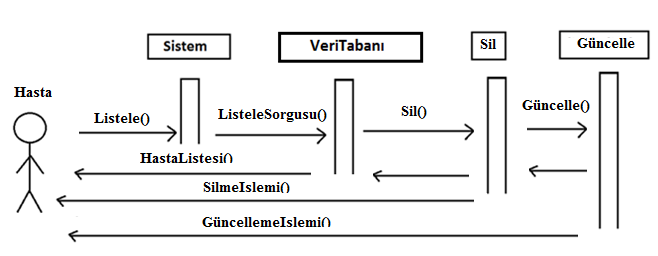 Sistem
VeriTabanı
Sil
Güncelle
Hasta
Listele()
ListeleSorgusu()
Sil()
Güncelle()
HastaListesi()
SilmeIslemi()
GüncellemeIslemi()